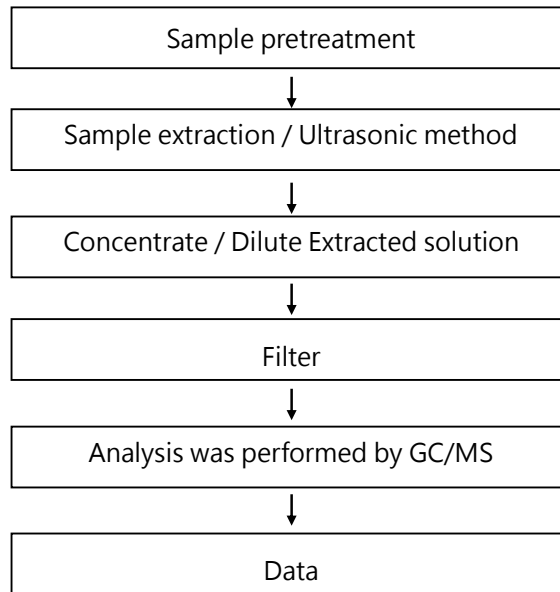 Sample pretreatment
Sample extraction / Ultrasonic method
Concentrate / Dilute Extracted solution
Filter
Analysis was performed by GC/MS
Data